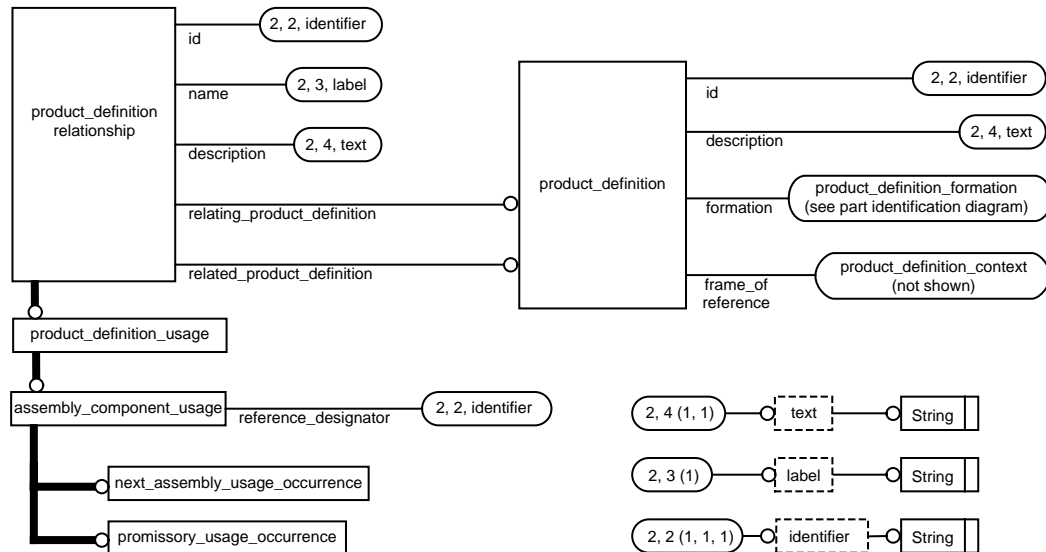 2, 2, identifier
id
2, 3, label
name
product_definition
relationship
2, 4, text
description
relating_product_definition
related_product_definition
product_definition
2, 2, identifier
id
2, 4, text
description
product_definition_formation
(see part identification diagram)
formation
product_definition_context
(not shown)
frame_of
reference
product_definition_usage
assembly_component_usage
reference_designator
2, 2, identifier
next_assembly_usage_occurrence
promissory_usage_occurrence
2, 4 (1, 1)
text
String
2, 3 (1)
label
String
2, 2 (1, 1, 1)
identifier
String